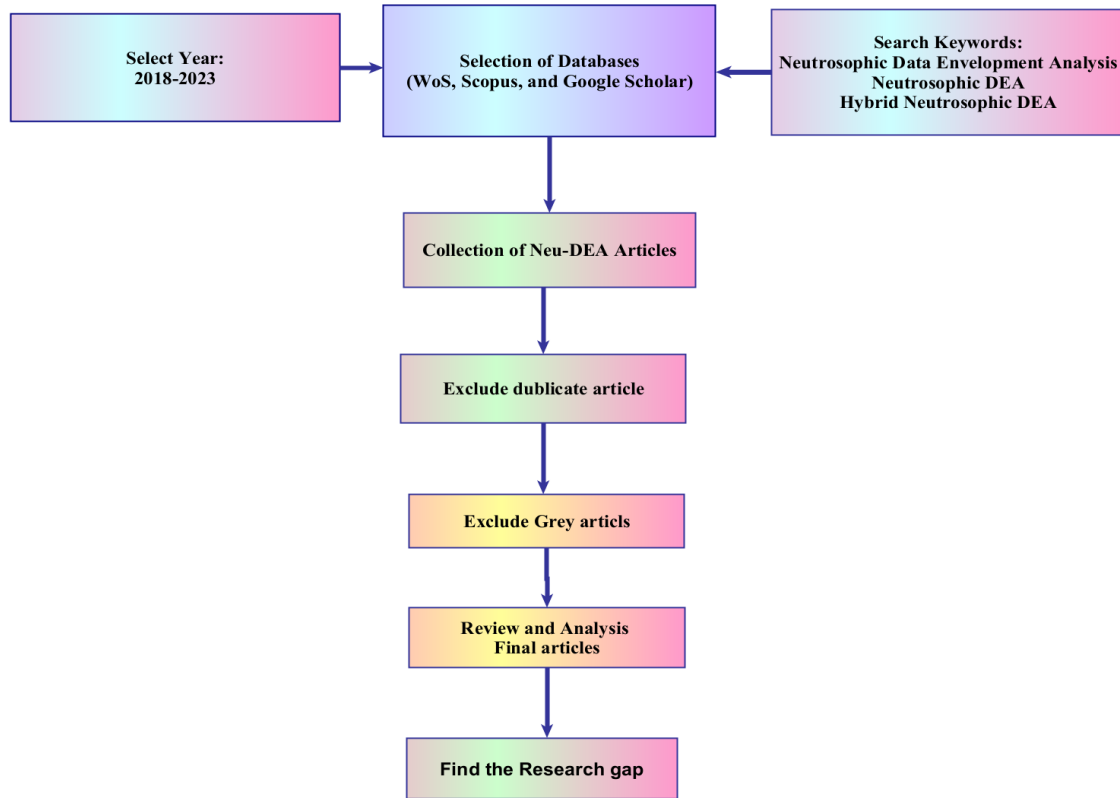 Select Year:
2018-2023
Selection of Databases
(WoS, Scopus, and Google Scholar)
Search Keywords:
Neutrosophic Data Envelopment Analysis
Neutrosophic DEA
Hybrid Neutrosophic DEA
Collection of Neu-DEA Articles
Exclude dublicate article
Exclude Grey articls
Review and Analysis
Final articles
Find the Research gap